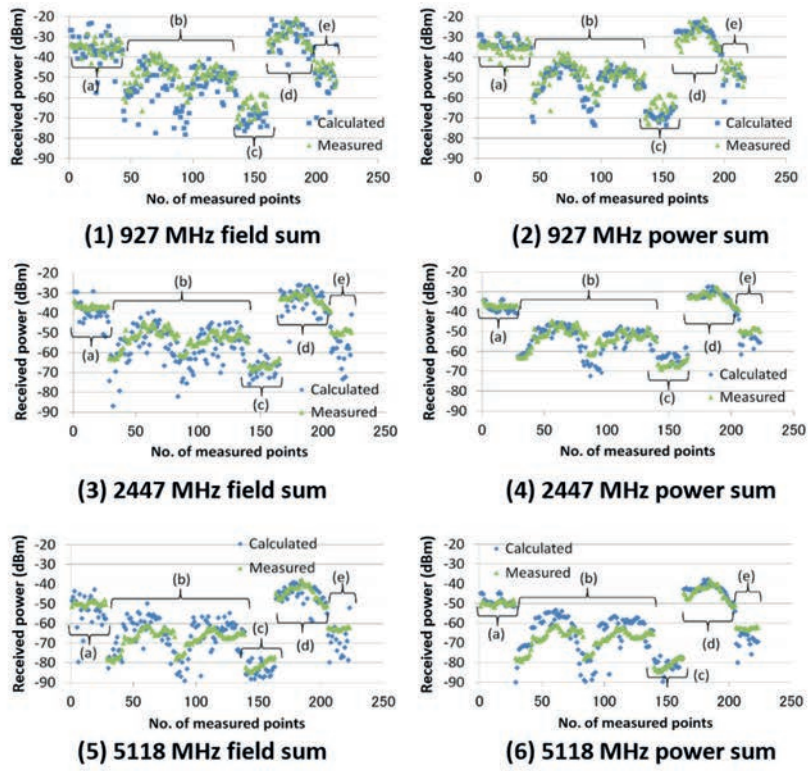 Received power (dBm)
-20
-30
-40
-50
-60
-70
-80
-90
0
50
100
150
200
250
(a)
(b)
(c)
(d)
(e)
Calculated
Measured
No. of measured points
(1) 927 MHz field sum
Received power (dBm)
-20
-30
-40
-50
-60
-70
-80
-90
0
50
100
150
200
250
(a)
(b)
(c)
(d)
(e)
Calculated
Measured
No. of measured points
(2) 927 MHz power sum
Received power (dBm)
-20
-30
-40
-50
-60
-70
-80
-90
0
50
100
150
200
250
(a)
(b)
(c)
(d)
(e)
Calculated
Measured
No. of measured points
(3) 2447 MHz field sum
Received power (dBm)
-20
-30
-40
-50
-60
-70
-80
-90
0
50
100
150
200
250
(a)
(b)
(c)
(d)
(e)
Calculated
Measured
No. of measured points
(4) 2447 MHz power sum
Received power (dBm)
-20
-30
-40
-50
-60
-70
-80
-90
0
50
100
150
200
250
Calculated
Measured
(a)
(b)
(c)
(d)
(e)
No. of measured points
(5) 5118 MHz field sum
Received power (dBm)
-20
-30
-40
-50
-60
-70
-80
-90
0
50
100
150
200
250
Calculated
Measured
(a)
(b)
(c)
(d)
(e)
No. of measured points
(6) 5118 MHz power sum